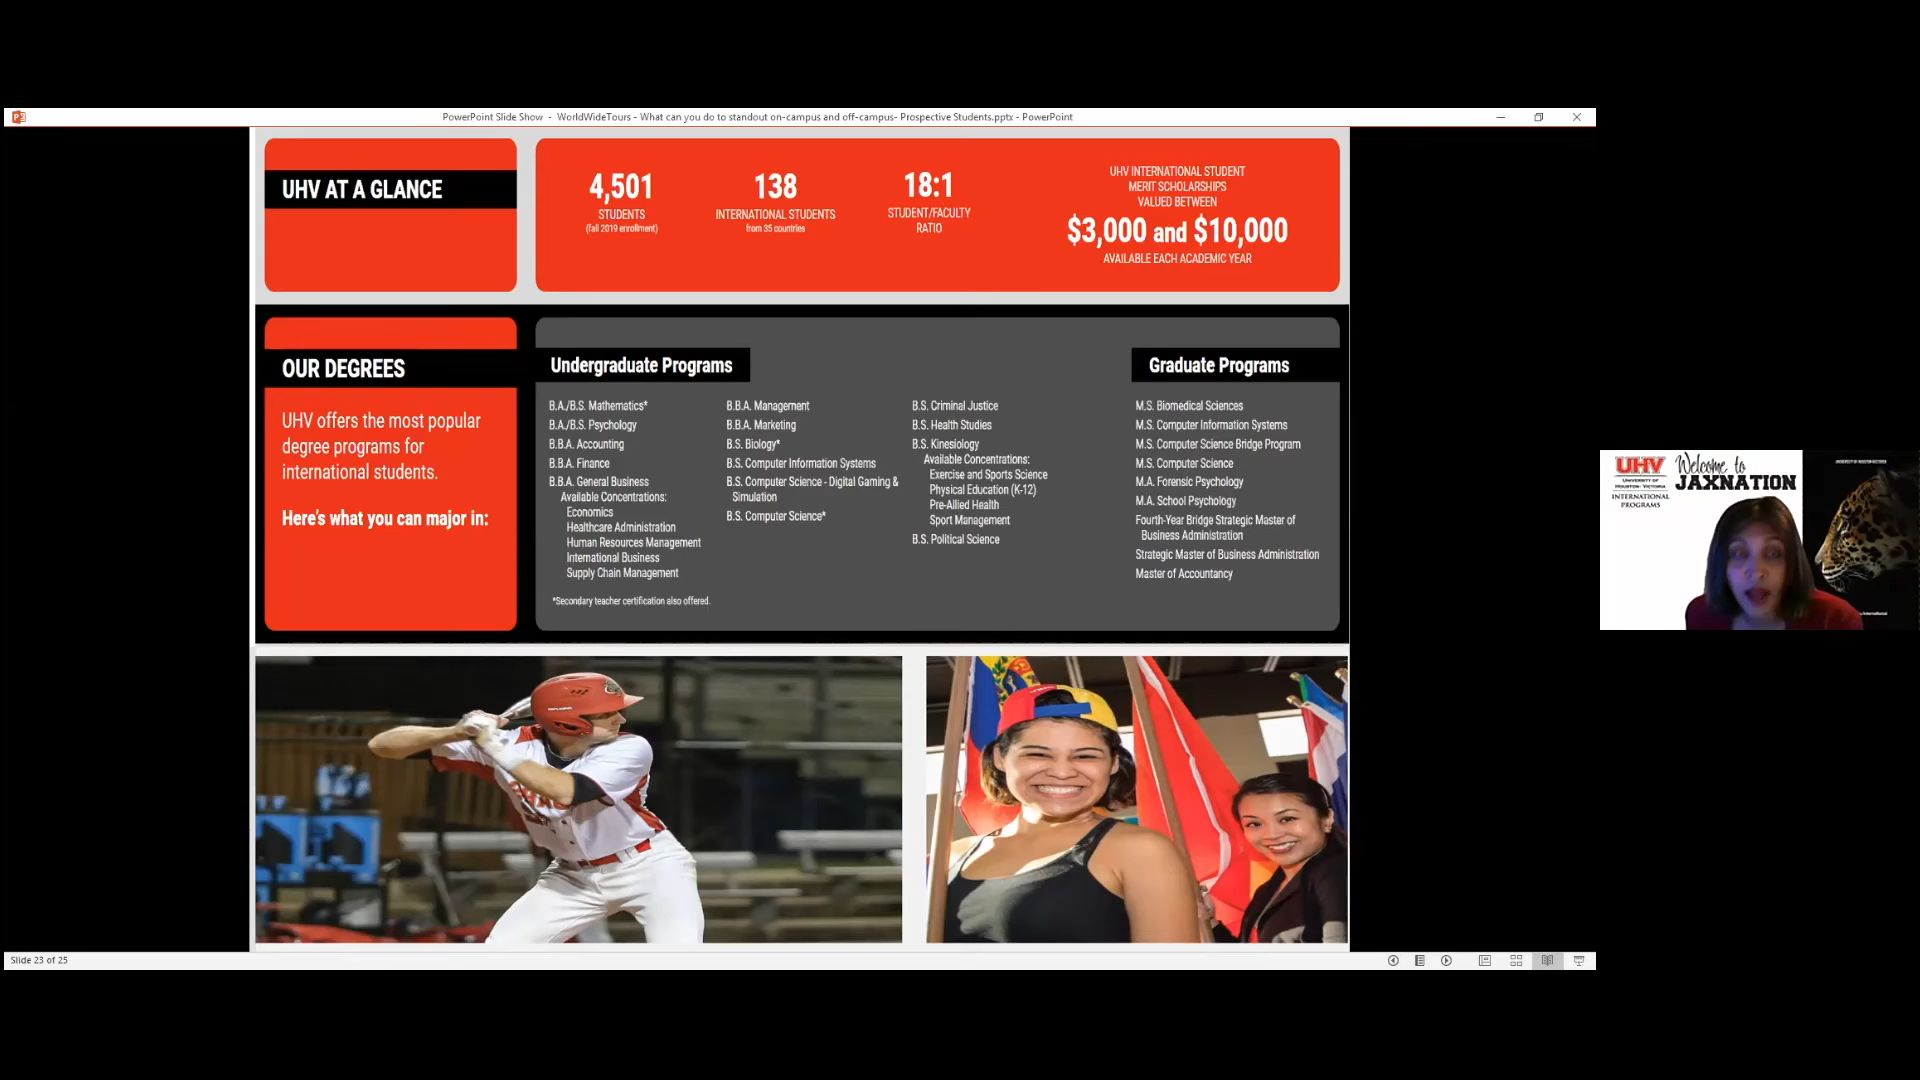 PowerPoint Slide Show - WorldWideTours - What can you do to standout on-campus and off-campus- Prospective Students.pptx - PowerPoint
UHV AT A GLANCE
4,501
STUDENTS
(fall 2019 enrollment)
138
INTERNATIONAL STUDENTS
from 35 countries
18:1
STUDENT/FACULTY
RATIO
UHV INTERNATIONAL STUDENT
MERIT SCHOLARSHIPS
VALUED BETWEEN
$3,000 and $10,000
AVAILABLE EACH ACADEMIC YEAR
OUR DEGREES
UHV offers the most popular
degree programs for
international students.
Here's what you can major in:
Undergraduate Programs
B.A./B.S. Mathematics*
B.A./B.S. Psychology
B.B.A. Accounting
B.B.A. Finance
B.B.A. General Business
Available Concentrations:
Economics
Healthcare Administration
Human Resources Management
International Business
Supply Chain Management
*Secondary teacher certification also offered.
B.B.A. Management
B.B.A. Marketing
B.S. Biology*
B.S. Computer Information Systems
B.S. Computer Science - Digital Gaming &
Simulation
B.S. Computer Science*
B.S. Criminal Justice
B.S. Health Studies
B.S. Kinesiology
Available Concentrations:
Exercise and Sports Science
Physical Education (K-12)
Pre-Allied Health
Sport Management
B.S. Political Science
Graduate Programs
M.S. Biomedical Sciences
M.S. Computer Information Systems
M.S. Computer Science Bridge Program
M.S. Computer Science
M.A. Forensic Psychology
M.A. School Psychology
Fourth-Year Bridge Strategic Master of
Business Administration
Strategic Master of Business Administration
Master of Accountancy
UHV
UNIVERSITY OF
HOUSTON-VICTORIA
INTERNATIONAL
PROGRAMS
Welcome to
JAXNATION
Slide 23 of 25